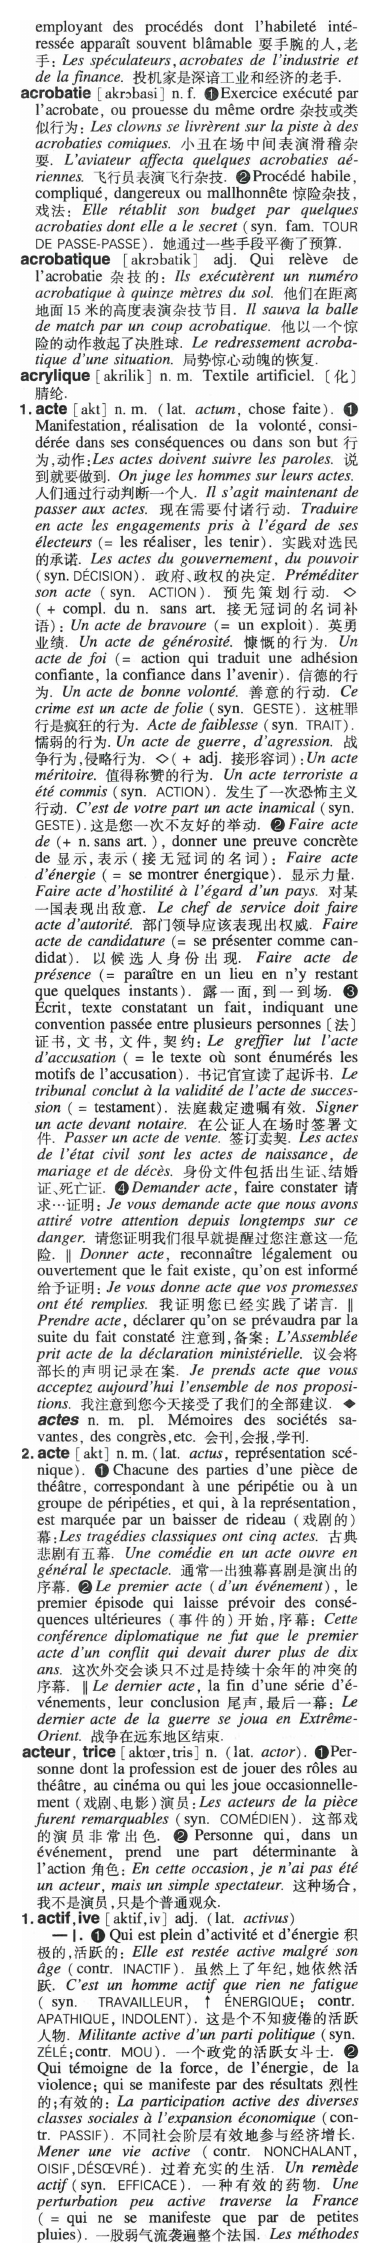 employant des procédés dont l'habileté inté-
ressée apparaît souvent blâmable 耍手腕的人,老
手: Les spéculateurs, acrobates de l'industrie et
de la finance. 投机家是深谙工业和经济的老手.
acrobatie [akrɔbasi] n. f. ❶Exercice exécuté par
l'acrobate, ou prouesse du même ordre 杂技或类
似行为: Les clowns se livrèrent sur la piste à des
acrobaties comiques. 小丑在场中间表演滑稽杂
耍. L'aviateur affecta quelques acrobaties aé-
riennes. 飞行员表演飞行杂技. ❷Procédé habile,
compliqué, dangereux ou mallhonnête 惊险杂技,
戏法: Elle rétablit son budget par quelques
acrobaties dont elle a le secret (syn. fam. TOUR
DE PASSE-PASSE). 她通过一些手段平衡了预算.
acrobatique [akrɔbatik] adj. Qui relève de
l'acrobatie 杂技的: Ils exécutèrent un numéro
acrobatique à quinze mètres du sol. 他们在距离
地面 15 米的高度表演杂技节目. Il sauva la balle
de match par un coup acrobatique. 他以一个惊
险的动作救起了决胜球. Le redressement acroba-
tique d'une situation. 局势惊心动魄的恢复.
acrylique [akrilik] n. m. Textile artificiel. 〔化〕
腈纶.
1. acte [akt] n. m. (lat. actum, chose faite). ❶
Manifestation, réalisation de la volonté, consi-
dérée dans ses conséquences ou dans son but 行
为,动作:Les actes doivent suivre les paroles. 说
到就要做到. On juge les hommes sur leurs actes.
人们通过行动判断一个人. Il s'agit maintenant de
passer aux actes. 现在需要付诸行动. Traduire
en acte les engagements pris à l'égard de ses
électeurs (= les réaliser, les tenir). 实践对选民
的承诺. Les actes du gouvernement, du pouvoir
(syn. DÉCISION). 政府、政权的决定. Préméditer
son acte (syn. ACTION). 预先策划行动. ◇
( + compl. du n. sans art. 接无冠词的名词补
语): Un acte de bravoure (= un exploit). 英勇
业绩. Un acte de générosité. 慷慨的行为. Un
acte de foi (= action qui traduit une adhésion
confiante, la confiance dans l'avenir). 信德的行
为. Un acte de bonne volonté. 善意的行动. Ce
crime est un acte de folie (syn. GESTE). 这桩罪
行是疯狂的行为. Acte de faiblesse (syn. TRAIT).
懦弱的行为. Un acte de guerre, d'agression. 战
争行为,侵略行为. ◇( + adj. 接形容词):Un acte
méritoire. 值得称赞的行为. Un acte terroriste a
été commis (syn. ACTION). 发生了一次恐怖主义
行动. C'est de votre part un acte inamical (syn.
GESTE). 这是您一次不友好的举动. ❷ Faire acte
de (+ n. sans art.), donner une preuve concrète
de 显示,表示(接无冠词的名词): Faire acte
d'énergie ( = se montrer énergique). 显示力量.
Faire acte d'hostilité à l'égard d'un pays. 对某
一国表现出敌意. Le chef de service doit faire
acte d'autorité. 部门领导应该表现出权威. Faire
acte de candidature (= se présenter comme can-
didat). 以候选人身份出现. Faire acte de
présence (= paraître en un lieu en n'y restant
que quelques instants). 露一面,到一到场. ❸
Écrit, texte constatant un fait, indiquant une
convention passée entre plusieurs personnes [法]
证书,文书,文件,契约: Le greffier lut l'acte
d'accusation ( = le texte où sont énumérés les
motifs de l'accusation). 书记官宣读了起诉书. Le
tribunal conclut à la validité de l'acte de succes-
sion ( = testament). 法庭裁定遗嘱有效. Signer
un acte devant notaire. 在公证人在场时签署文
件. Passer un acte de vente. 签订卖契. Les actes
de l'état civil sont les actes de naissance, de
mariage et de décès. 身份文件包括出生证、结婚
证、死亡证. ❹Demander acte, faire constater 请
求…证明: Je vous demande acte que nous avons
attiré votre attention depuis longtemps sur ce
danger. 请您证明我们很早就提醒过您注意这一危
险. ‖ Donner acte, reconnaître légalement ou
ouvertement que le fait existe, qu'on est informé
给予证明: Je vous donne acte que vos promesses
ont été remplies. 我证明您已经实践了诺言. ‖
Prendre acte, déclarer qu'on se prévaudra par la
suite du fait constaté 注意到,备案: L'Assemblée
prit acte de la déclaration ministérielle. 议会将
部长的声明记录在案. Je prends acte que vous
acceptez aujourd'hui l'ensemble de nos proposi-
tions. 我注意到您今天接受了我们的全部建议. ◆
actes n. m. pl. Mémoires des sociétés sa-
vantes, des congrès, etc. 会刊,会报,学刊.
2. acte [akt] n. m. (lat. actus, représentation scé-
nique). ❶ Chacune des parties d'une pièce de
théâtre, correspondant à une péripétie ou à un
groupe de péripéties, et qui, à la représentation,
est marquée par un baisser de rideau (戏剧的)
幕:Les tragédies classiques ont cinq actes. 古典
悲剧有五幕. Une comédie en un acte ouvre en
général le spectacle. 通常一出独幕喜剧是演出的
序幕. ❷ Le premier acte (d'un événement), le
premier épisode qui laisse prévoir des consé-
quences ultérieures (事件的)开始,序幕: Cette
conférence diplomatique ne fut que le premier
acte d'un conflit qui devait durer plus de dix
ans. 这次外交会谈只不过是持续十余年的冲突的
序幕. ‖ Le dernier acte, la fin d'une série d'é-
vénements, leur conclusion 尾声,最后一幕: Le
dernier acte de la guerre se joua en Extrême-
Orient. 战争在远东地区结束.
acteur, trice [aktœr, tris] n. (lat. actor). ❶Per-
sonne dont la profession est de jouer des rôles au
théâtre, au cinéma ou qui les joue occasionnelle-
ment (戏剧、电影)演员: Les acteurs de la pièce
furent remarquables (syn. COMÉDIEN). 这部戏
的演员非常出色. ❷ Personne qui, dans un
événement, prend une part déterminante à
l'action 角色: En cette occasion, je n'ai pas été
un acteur, mais un simple spectateur. 这种场合,
我不是演员,只是个普通观众.
1. actif, ive [aktif, iv] adj. (lat. activus)
— I. ❶ Qui est plein d'activité et d'énergie 积
极的,活跃的: Elle est restée active malgré son
âge (contr. INACTIF). 虽然上了年纪,她依然活
跃. C'est un homme actif que rien ne fatigue
( syn. TRAVAILLEUR, ↑ ÉNERGIQUE; contr.
APATHIQUE, INDOLENT). 这是个不知疲倦的活跃
人物. Militante active d'un parti politique (syn.
ZÉLÉ;contr. MOU). 一个政党的活跃女斗士. ❷
Qui témoigne de la force, de l'énergie, de la
violence; qui se manifeste par des résultats 烈性
的;有效的: La participation active des diverses
classes sociales à l'expansion économique (con-
tr. PASSIF). 不同社会阶层有效地参与经济增长.
Mener une vie active ( contr. NONCHALANT,
OISIF, DÉSŒVRÉ). 过着充实的生活. Un remède
actif (syn. EFFICACE). 一种有效的药物. Une
perturbation peu active traverse la France
( = qui ne se manifeste que par de petites
pluies). 一股弱气流袭遍整个法国. Les méthodes